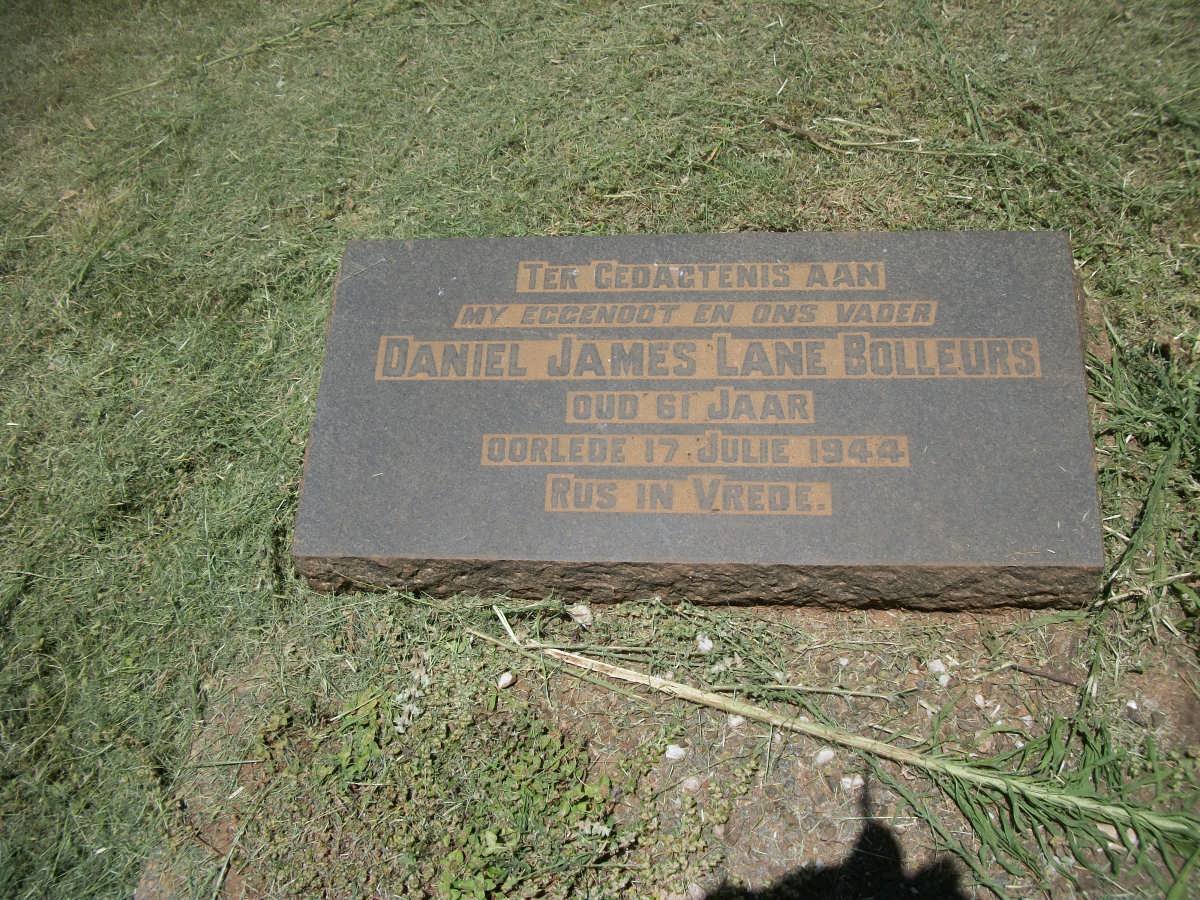 TER GEDAGTENIS AAN
MY EGGENOOT EN ONS VADER
DANIEL JAMES LANE BOLLEURS
OUD 61 JAAR
OORLEDE 17 JULIE 1944
RUS IN VREDE.